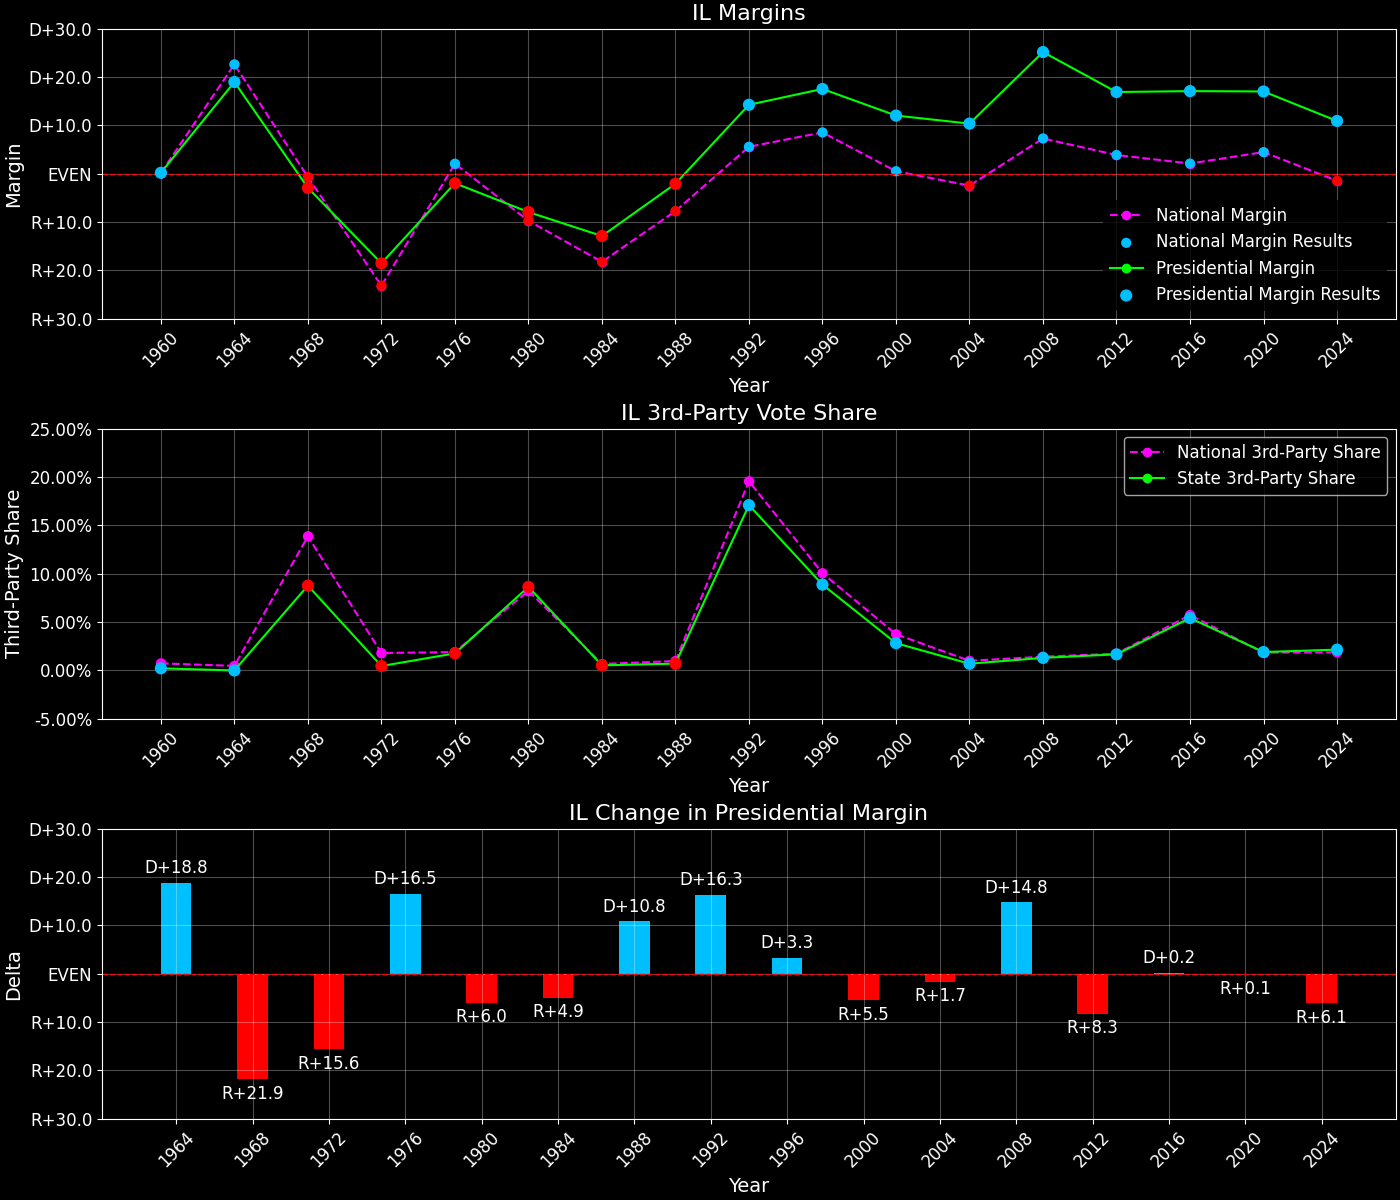 IL Margins
D+30.0
D+20.0
D+10.0
EVEN
R+10.0
R+20.0
R+30.0
Margin
National Margin
National Margin Results
Presidential Margin
Presidential Margin Results
1960 1964 1968 1972 1976 1980 1984 1988 1992 1996 2000 2004 2008 2012 2016 2020 2024
Year
IL 3rd-Party Vote Share
25.00%
20.00%
15.00%
10.00%
5.00%
0.00%
-5.00%
Third-Party Share
National 3rd-Party Share
State 3rd-Party Share
1960 1964 1968 1972 1976 1980 1984 1988 1992 1996 2000 2004 2008 2012 2016 2020 2024
Year
IL Change in Presidential Margin
D+30.0
D+20.0
D+10.0
EVEN
R+10.0
R+20.0
R+30.0
Delta
D+18.8
R+21.9
R+15.6
D+16.5
R+6.0
R+4.9
D+10.8
D+16.3
D+3.3
R+5.5
R+1.7
D+14.8
R+8.3
D+0.2
R+0.1
R+6.1
1964 1968 1972 1976 1980 1984 1988 1992 1996 2000 2004 2008 2012 2016 2020 2024
Year